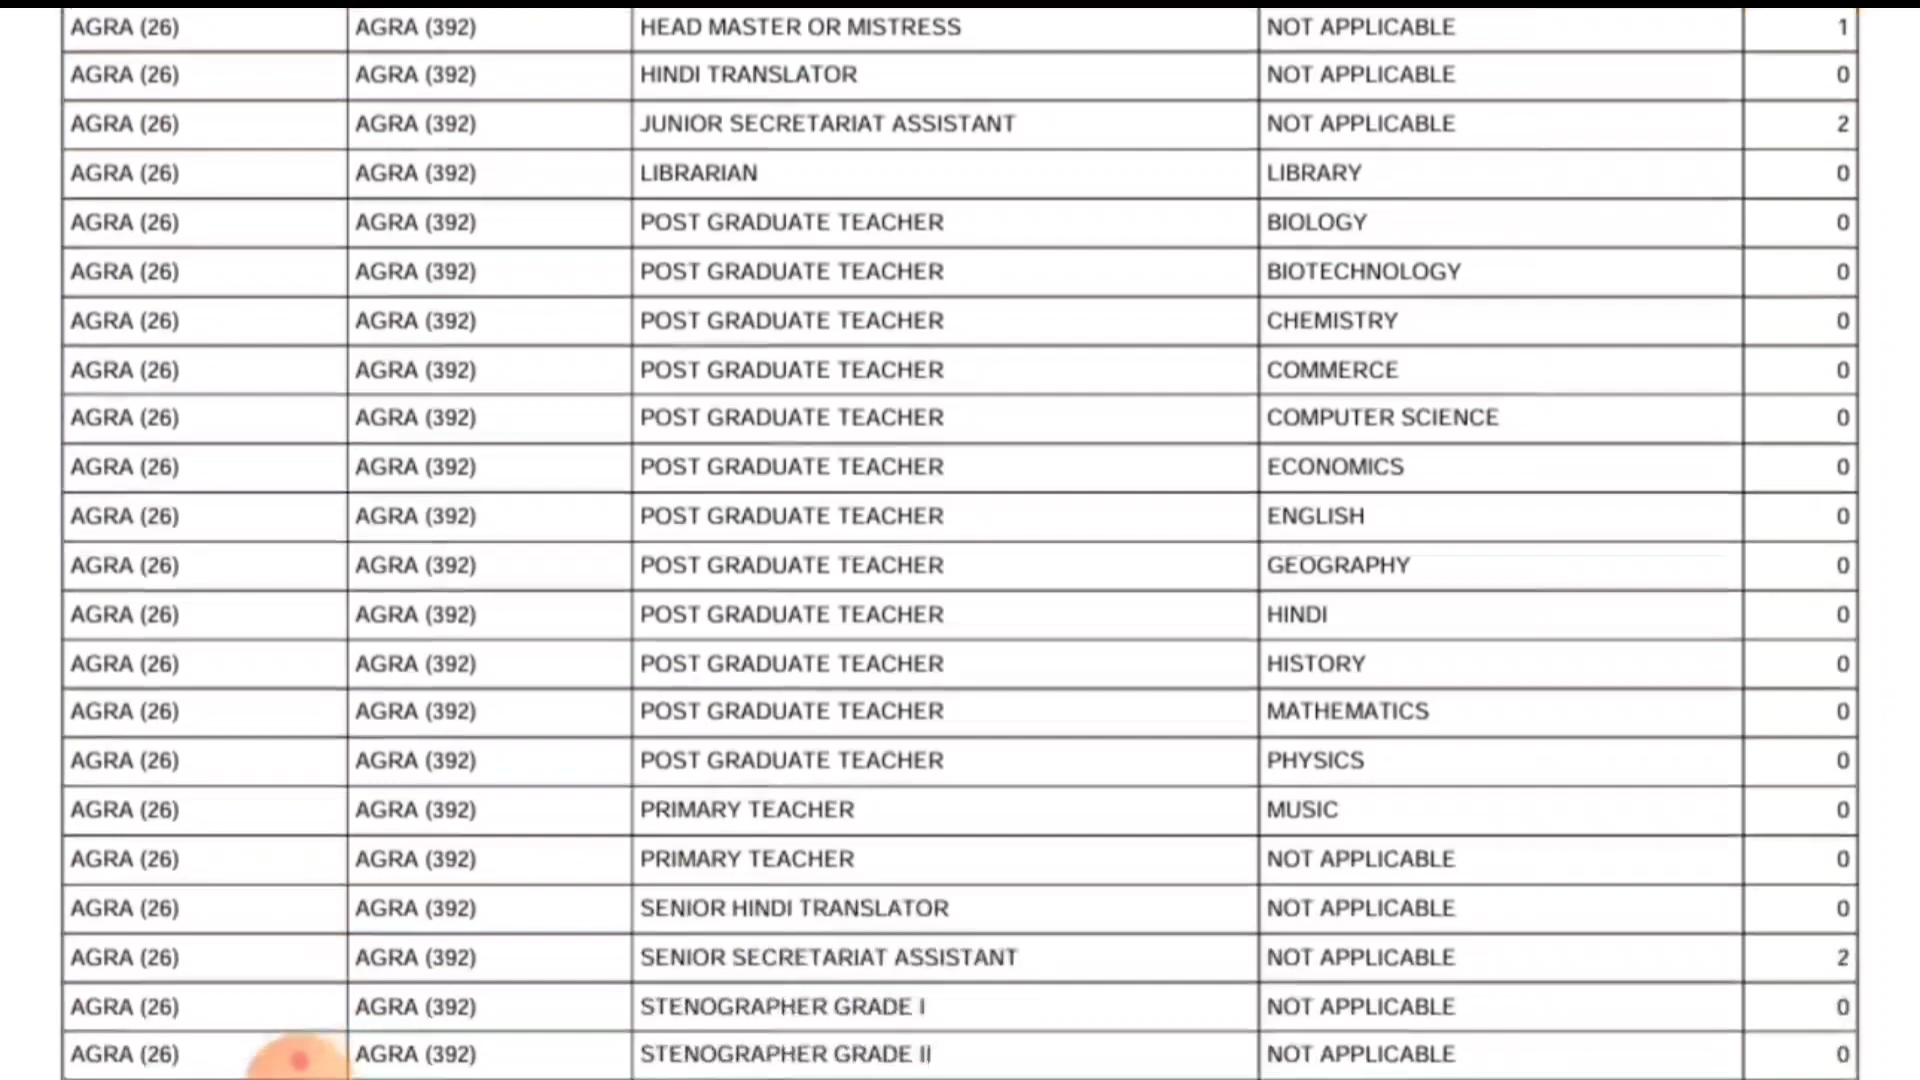 AGRA (26) AGRA (392) HEAD MASTER OR MISTRESS NOT APPLICABLE 1
AGRA (26) AGRA (392) HINDI TRANSLATOR NOT APPLICABLE 0
AGRA (26) AGRA (392) JUNIOR SECRETARIAT ASSISTANT NOT APPLICABLE 2
AGRA (26) AGRA (392) LIBRARIAN LIBRARY 0
AGRA (26) AGRA (392) POST GRADUATE TEACHER BIOLOGY 0
AGRA (26) AGRA (392) POST GRADUATE TEACHER BIOTECHNOLOGY 0
AGRA (26) AGRA (392) POST GRADUATE TEACHER CHEMISTRY 0
AGRA (26) AGRA (392) POST GRADUATE TEACHER COMMERCE 0
AGRA (26) AGRA (392) POST GRADUATE TEACHER COMPUTER SCIENCE 0
AGRA (26) AGRA (392) POST GRADUATE TEACHER ECONOMICS 0
AGRA (26) AGRA (392) POST GRADUATE TEACHER ENGLISH 0
AGRA (26) AGRA (392) POST GRADUATE TEACHER GEOGRAPHY 0
AGRA (26) AGRA (392) POST GRADUATE TEACHER HINDI 0
AGRA (26) AGRA (392) POST GRADUATE TEACHER HISTORY 0
AGRA (26) AGRA (392) POST GRADUATE TEACHER MATHEMATICS 0
AGRA (26) AGRA (392) POST GRADUATE TEACHER PHYSICS 0
AGRA (26) AGRA (392) PRIMARY TEACHER MUSIC 0
AGRA (26) AGRA (392) PRIMARY TEACHER NOT APPLICABLE 0
AGRA (26) AGRA (392) SENIOR HINDI TRANSLATOR NOT APPLICABLE 0
AGRA (26) AGRA (392) SENIOR SECRETARIAT ASSISTANT NOT APPLICABLE 2
AGRA (26) AGRA (392) STENOGRAPHER GRADE I NOT APPLICABLE 0
AGRA (26) AGRA (392) STENOGRAPHER GRADE II NOT APPLICABLE 0